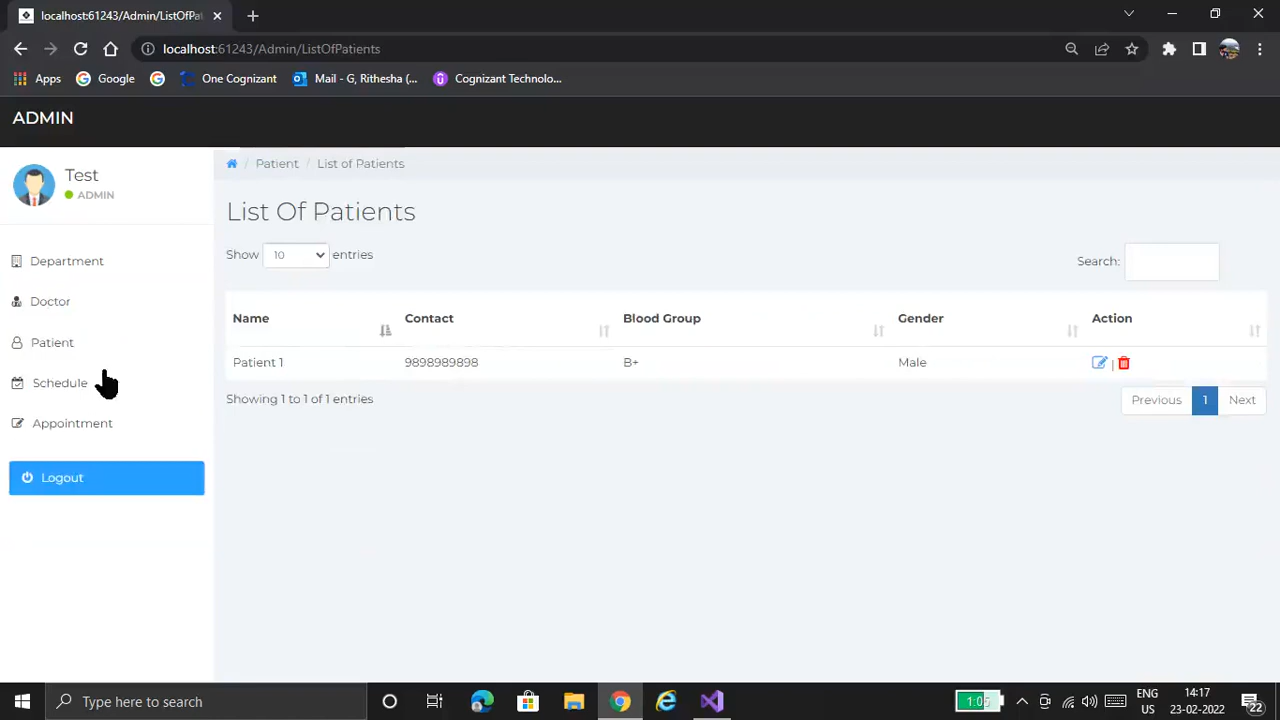 localhost:61243/Admin/ListOfPat
localhost:61243/Admin/ListOfPatients
Apps Google One Cognizant Mail - G, Rithesha (... Cognizant Technolo...
ADMIN
Test
ADMIN
Department
Doctor
Patient
Schedule
Appointment
Logout
/ Patient / List of Patients
List Of Patients
Show 10 entries
Search:
Name Contact Blood Group Gender Action
Patient 1 9898989898 B+ Male |
Showing 1 to 1 of 1 entries
Previous 1 Next
Type here to search
ENG
US
14:17
23-02-2022
22